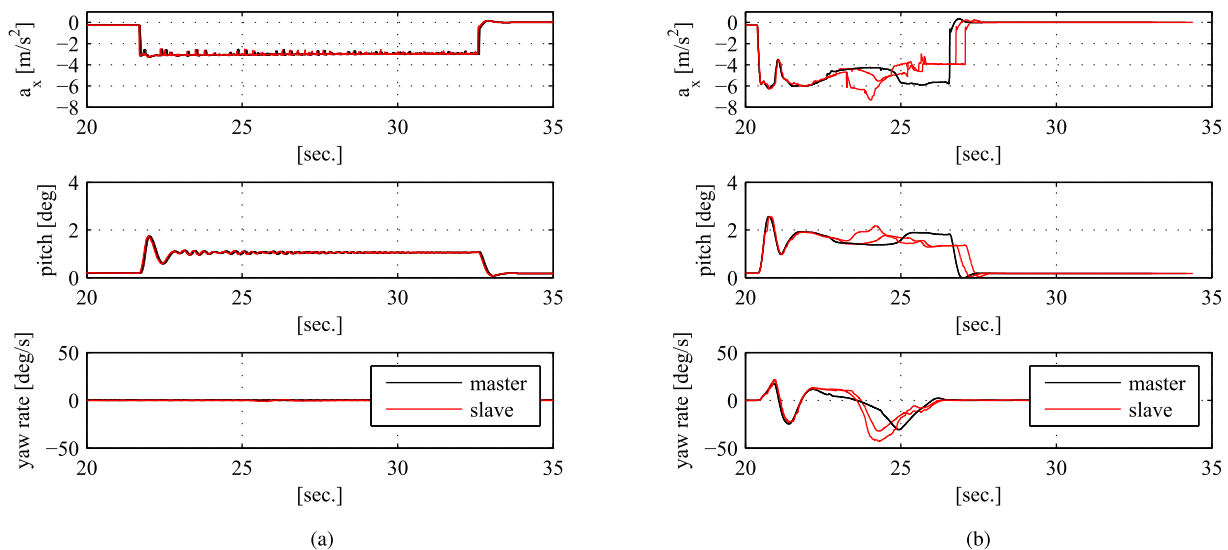 a_x [m/s²]
0
−2
−4
−6
−8
20 25 30 35
[sec.]
pitch [deg]
4
2
0
20 25 30 35
[sec.]
yaw rate [deg/s]
50
0
−50
master
slave
20 25 30 35
[sec.]
(a)
a_x [m/s²]
0
−2
−4
−6
−8
20 25 30 35
[sec.]
pitch [deg]
4
2
0
20 25 30 35
[sec.]
yaw rate [deg/s]
50
0
−50
master
slave
20 25 30 35
[sec.]
(b)